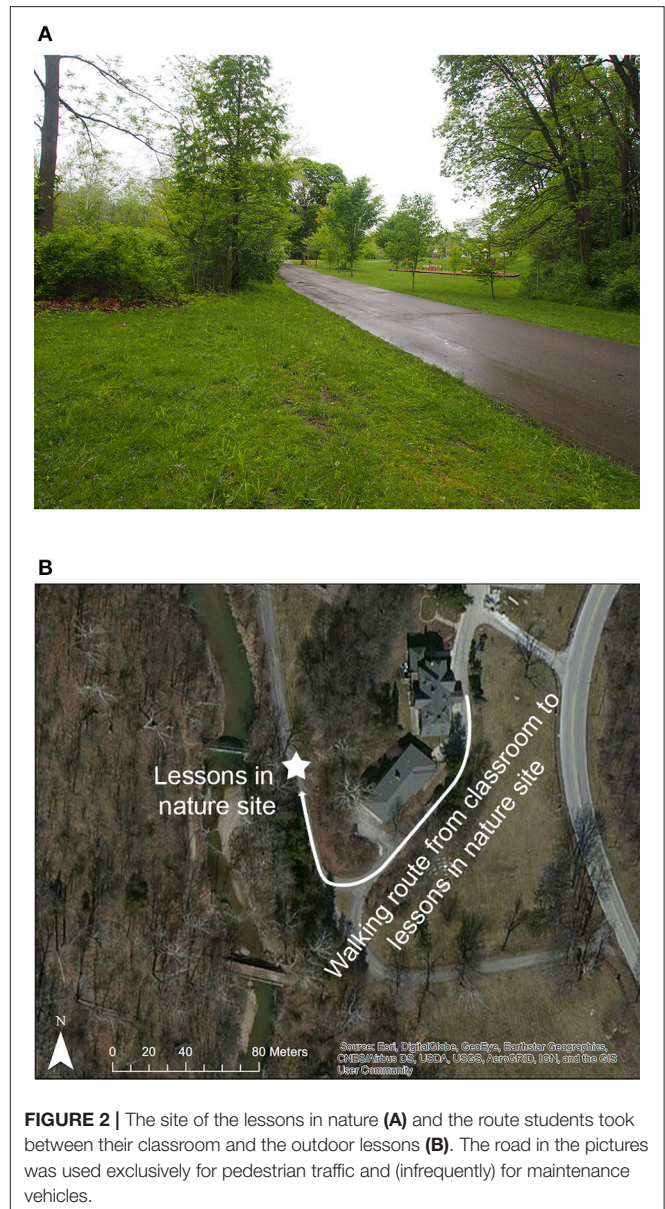 A
B
Lessons in
nature site
Walking route from classroom to
lessons in nature site
N
0 20 40 80 Meters
Source: Esri, DigitalGlobe, GeoEye, Earthstar Geographics,
CNES/Airbus DS, USDA, USGS, AeroGRID, IGN, and the GIS
User Community
FIGURE 2 | The site of the lessons in nature (A) and the route students took
between their classroom and the outdoor lessons (B). The road in the pictures
was used exclusively for pedestrian traffic and (infrequently) for maintenance
vehicles.